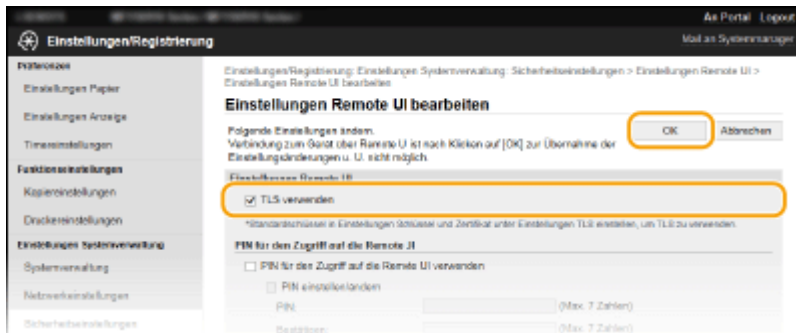 An Portal Logout
Einstellungen/Registrierung
Mail an Systemmanager
Präferenzen
Einstellungen Papier
Einstellungen Anzeige
Timereinstellungen
Funktionseinstellungen
Kopiereinstellungen
Druckereinstellungen
Einstellungen Systemverwaltung
Systemverwaltung
Netzwerkeinstellungen
Sicherheitseinstellungen
Einstellungen/Registrierung: Einstellungen Systemverwaltung: Sicherheitseinstellungen > Einstellungen Remote UI >
Einstellungen Remote UI bearbeiten
Einstellungen Remote UI bearbeiten
Folgende Einstellungen ändern.
Verbindung zum Gerät über Remote U ist nach Klicken auf [OK] zur Übernahme der
Einstellungsänderungen u. U. nicht möglich.
OK
Abbrechen
Einstellungen Remote UI
TLS verwenden
*Standardschlüssel in Einstellungen Schlüssel und Zertifikat unter Einstellungen TLS einstellen, um TLS zu verwenden.
PIN für den Zugriff auf die Remote UI
PIN für den Zugriff auf die Remote UI verwenden
PIN einstellen/ändern
PIN:
(Max. 7 Zahlen)
Bestätigen:
(Max. 7 Zahlen)